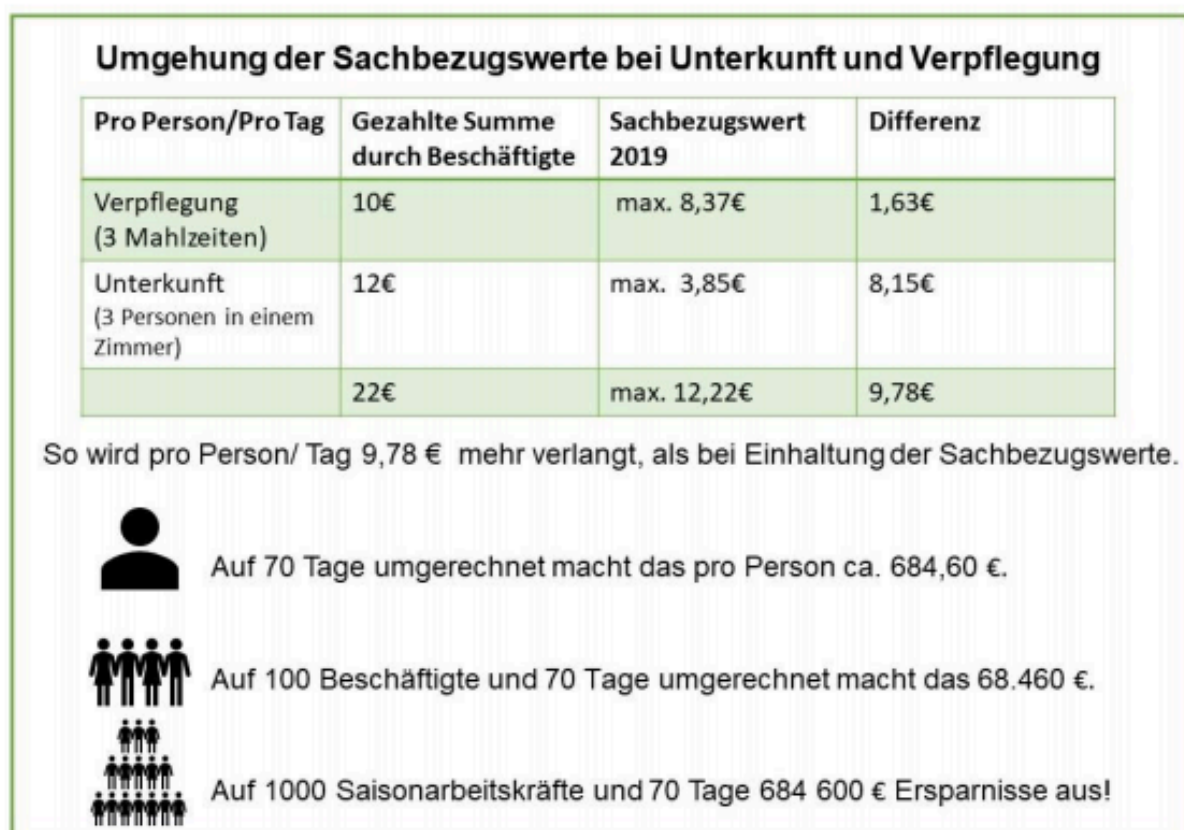 Umgehung der Sachbezugswerte bei Unterkunft und Verpflegung
Pro Person/Pro Tag Gezahlte Summe durch Beschäftigte Sachbezugswert 2019 Differenz
Verpflegung (3 Mahlzeiten) 10€ max. 8,37€ 1,63€
Unterkunft (3 Personen in einem Zimmer) 12€ max. 3,85€ 8,15€
22€ max. 12,22€ 9,78€
So wird pro Person/ Tag 9,78 € mehr verlangt, als bei Einhaltung der Sachbezugswerte.
Auf 70 Tage umgerechnet macht das pro Person ca. 684,60 €.
Auf 100 Beschäftigte und 70 Tage umgerechnet macht das 68.460 €.
Auf 1000 Saisonarbeitskräfte und 70 Tage 684 600 € Ersparnisse aus!